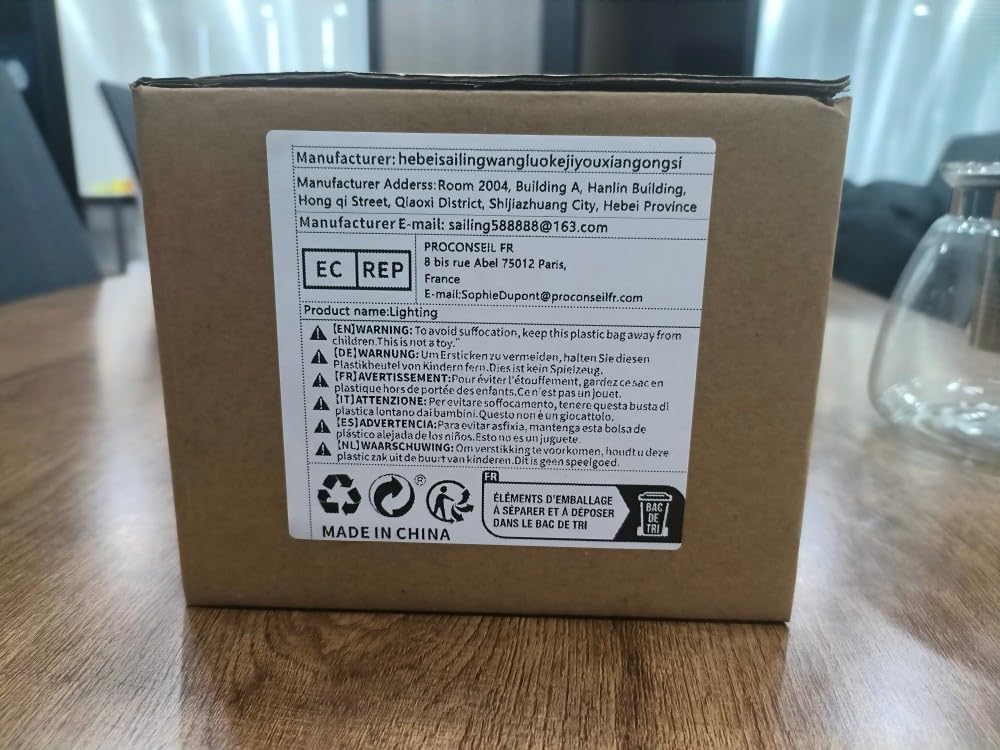 Manufacturer: hebeisailingwangluokejiyouxiangongsi
Manufacturer Adderss:Room 2004, Building A, Hanlin Building,
Hong qi Street, Qiaoxi District, Shijiazhuang City, Hebei Province
Manufacturer E-mail: sailing588888@163.com
EC REP
PROCONSEIL FR
8 bis rue Abel 75012 Paris,
France
E-mail:SophieDupont@proconseilfr.com
Product name:Lighting
[EN]WARNING: To avoid suffocation, keep this plastic bag away from
children.This is not a toy."
[DE]WARNUNG: Um Ersticken zu vermeiden, halten Sie diesen
Plastikbeutel von Kindern fern.Dies ist kein Spielzeug.
[FR]AVERTISSEMENT:Pour éviter l'étouffement, gardez ce sac en
plastique hors de portée des enfants.Ce n'est pas un jouet.
[IT]ATTENZIONE: Per evitare soffocamento, tenere questa busta di
plastica lontano dai bambini.Questo non è un giocattolo.
[ES]ADVERTENCIA:Para evitar asfixia, mantenga esta bolsa de
plástico alejada de los niños.Esto no es un juguete.
[NL]WAARSCHUWING: Om verstikking te voorkomen, houdt u deze
plastic zak uit de buurt van kinderen.Dit is geen speelgoed.
®
FR
ÉLÉMENTS D'EMBALLAGE
À SÉPARER ET À DÉPOSER
DANS LE BAC DE TRI
BAC
DE
TRI
MADE IN CHINA